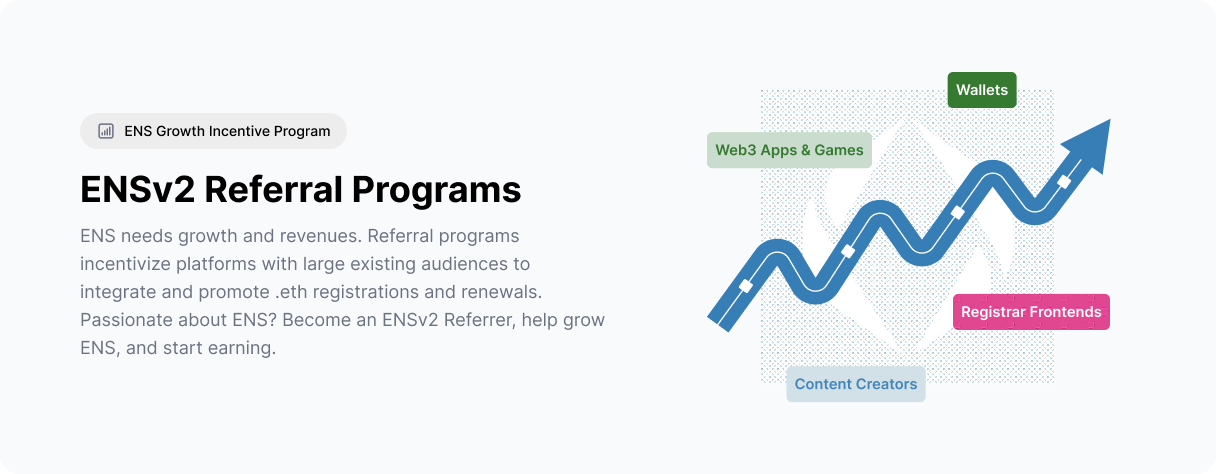 ENS Growth Incentive Program
ENSv2 Referral Programs
ENS needs growth and revenues. Referral programs
incentivize platforms with large existing audiences to
integrate and promote .eth registrations and renewals.
Passionate about ENS? Become an ENSv2 Referrer, help grow
ENS, and start earning.
Wallets
Web3 Apps & Games
Registrar Frontends
Content Creators